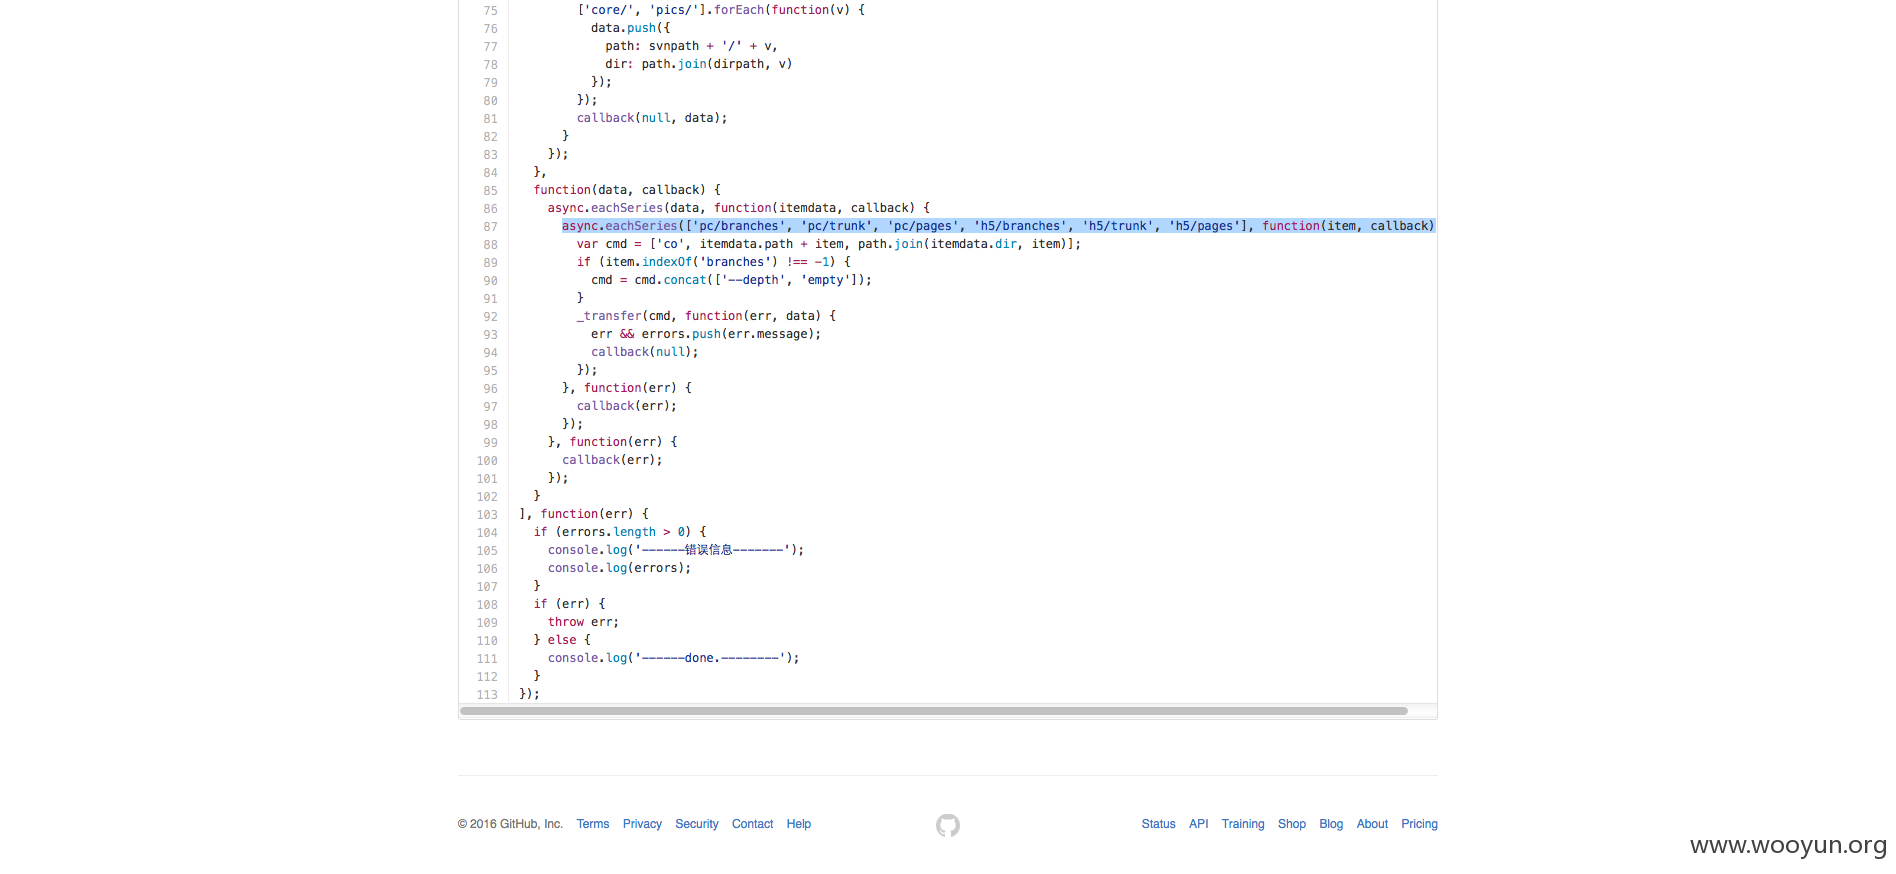 75 ['core/', 'pics/'].forEach(function(v) {
76 data.push({
77 path: svnpath + '/' + v,
78 dir: path.join(dirpath, v)
79 });
80 });
81 callback(null, data);
82 }
83 });
84 },
85 function(data, callback) {
86 async.eachSeries(data, function(itemdata, callback) {
87 async.eachSeries(['pc/branches', 'pc/trunk', 'pc/pages', 'h5/branches', 'h5/trunk', 'h5/pages'], function(item, callback)
88 var cmd = ['co', itemdata.path + item, path.join(itemdata.dir, item)];
89 if (item.indexOf('branches') !== -1) {
90 cmd = cmd.concat(['--depth', 'empty']);
91 }
92 _transfer(cmd, function(err, data) {
93 err && errors.push(err.message);
94 callback(null);
95 });
96 }, function(err) {
97 callback(err);
98 });
99 }, function(err) {
100 callback(err);
101 });
102 }
103 ], function(err) {
104 if (errors.length > 0) {
105 console.log('------错误信息-------');
106 console.log(errors);
107 }
108 if (err) {
109 throw err;
110 } else {
111 console.log('------done.--------');
112 }
113 });
© 2016 GitHub, Inc. Terms Privacy Security Contact Help Status API Training Shop Blog About Pricing
www.wooyun.org